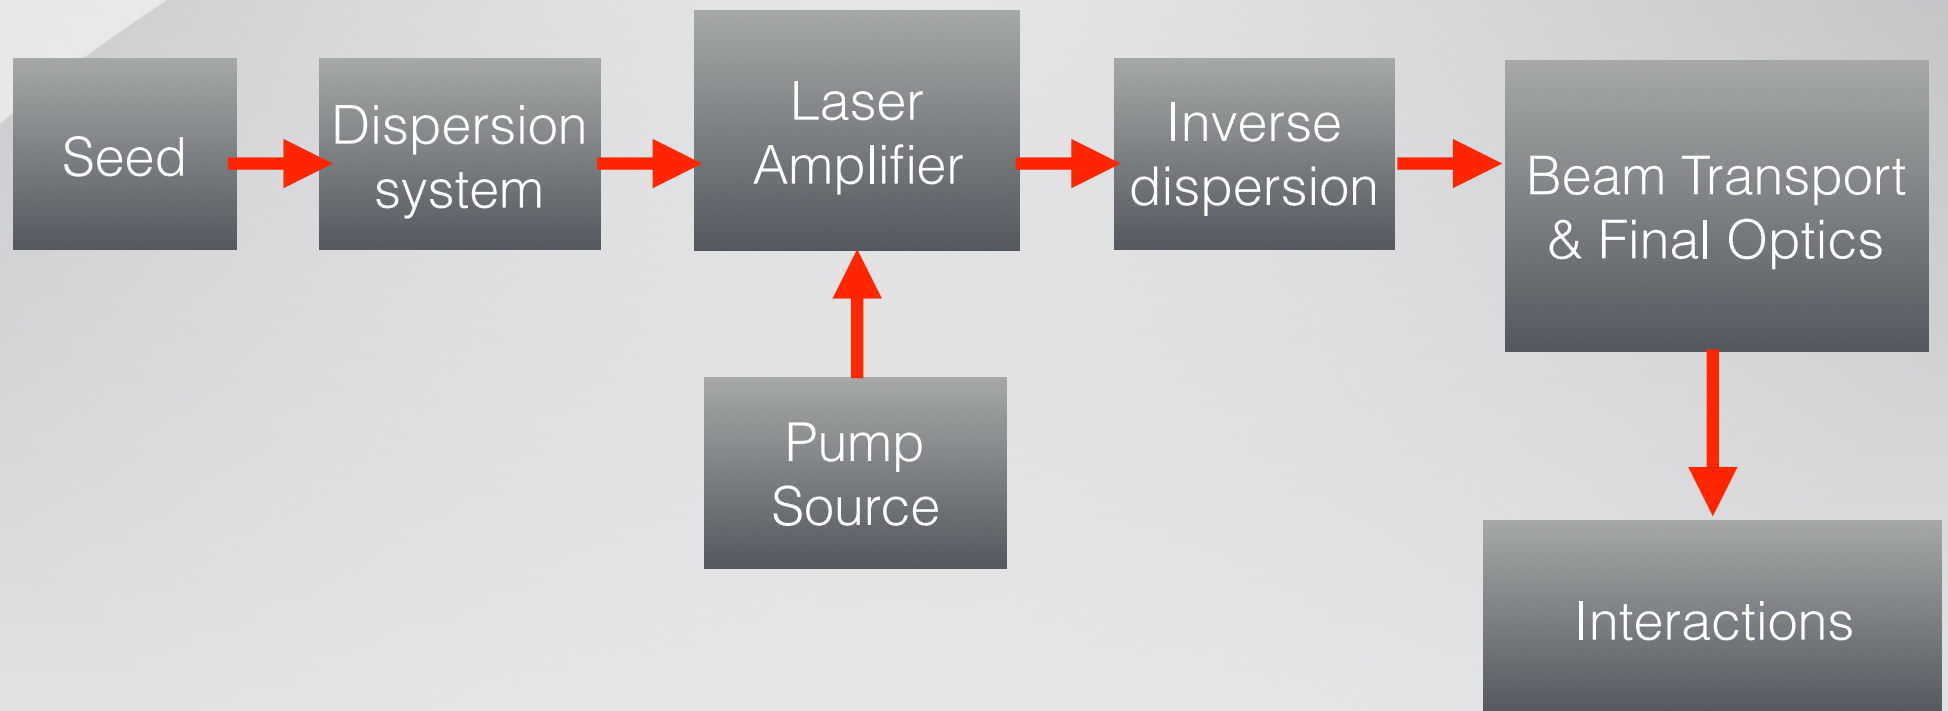 Seed
Dispersion
system
Laser
Amplifier
Inverse
dispersion
Beam Transport
& Final Optics
Pump
Source
Interactions